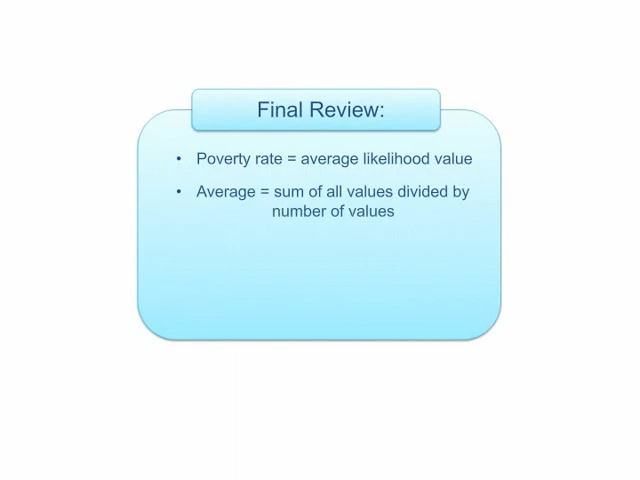 Final Review:
• Poverty rate = average likelihood value
• Average = sum of all values divided by
number of values